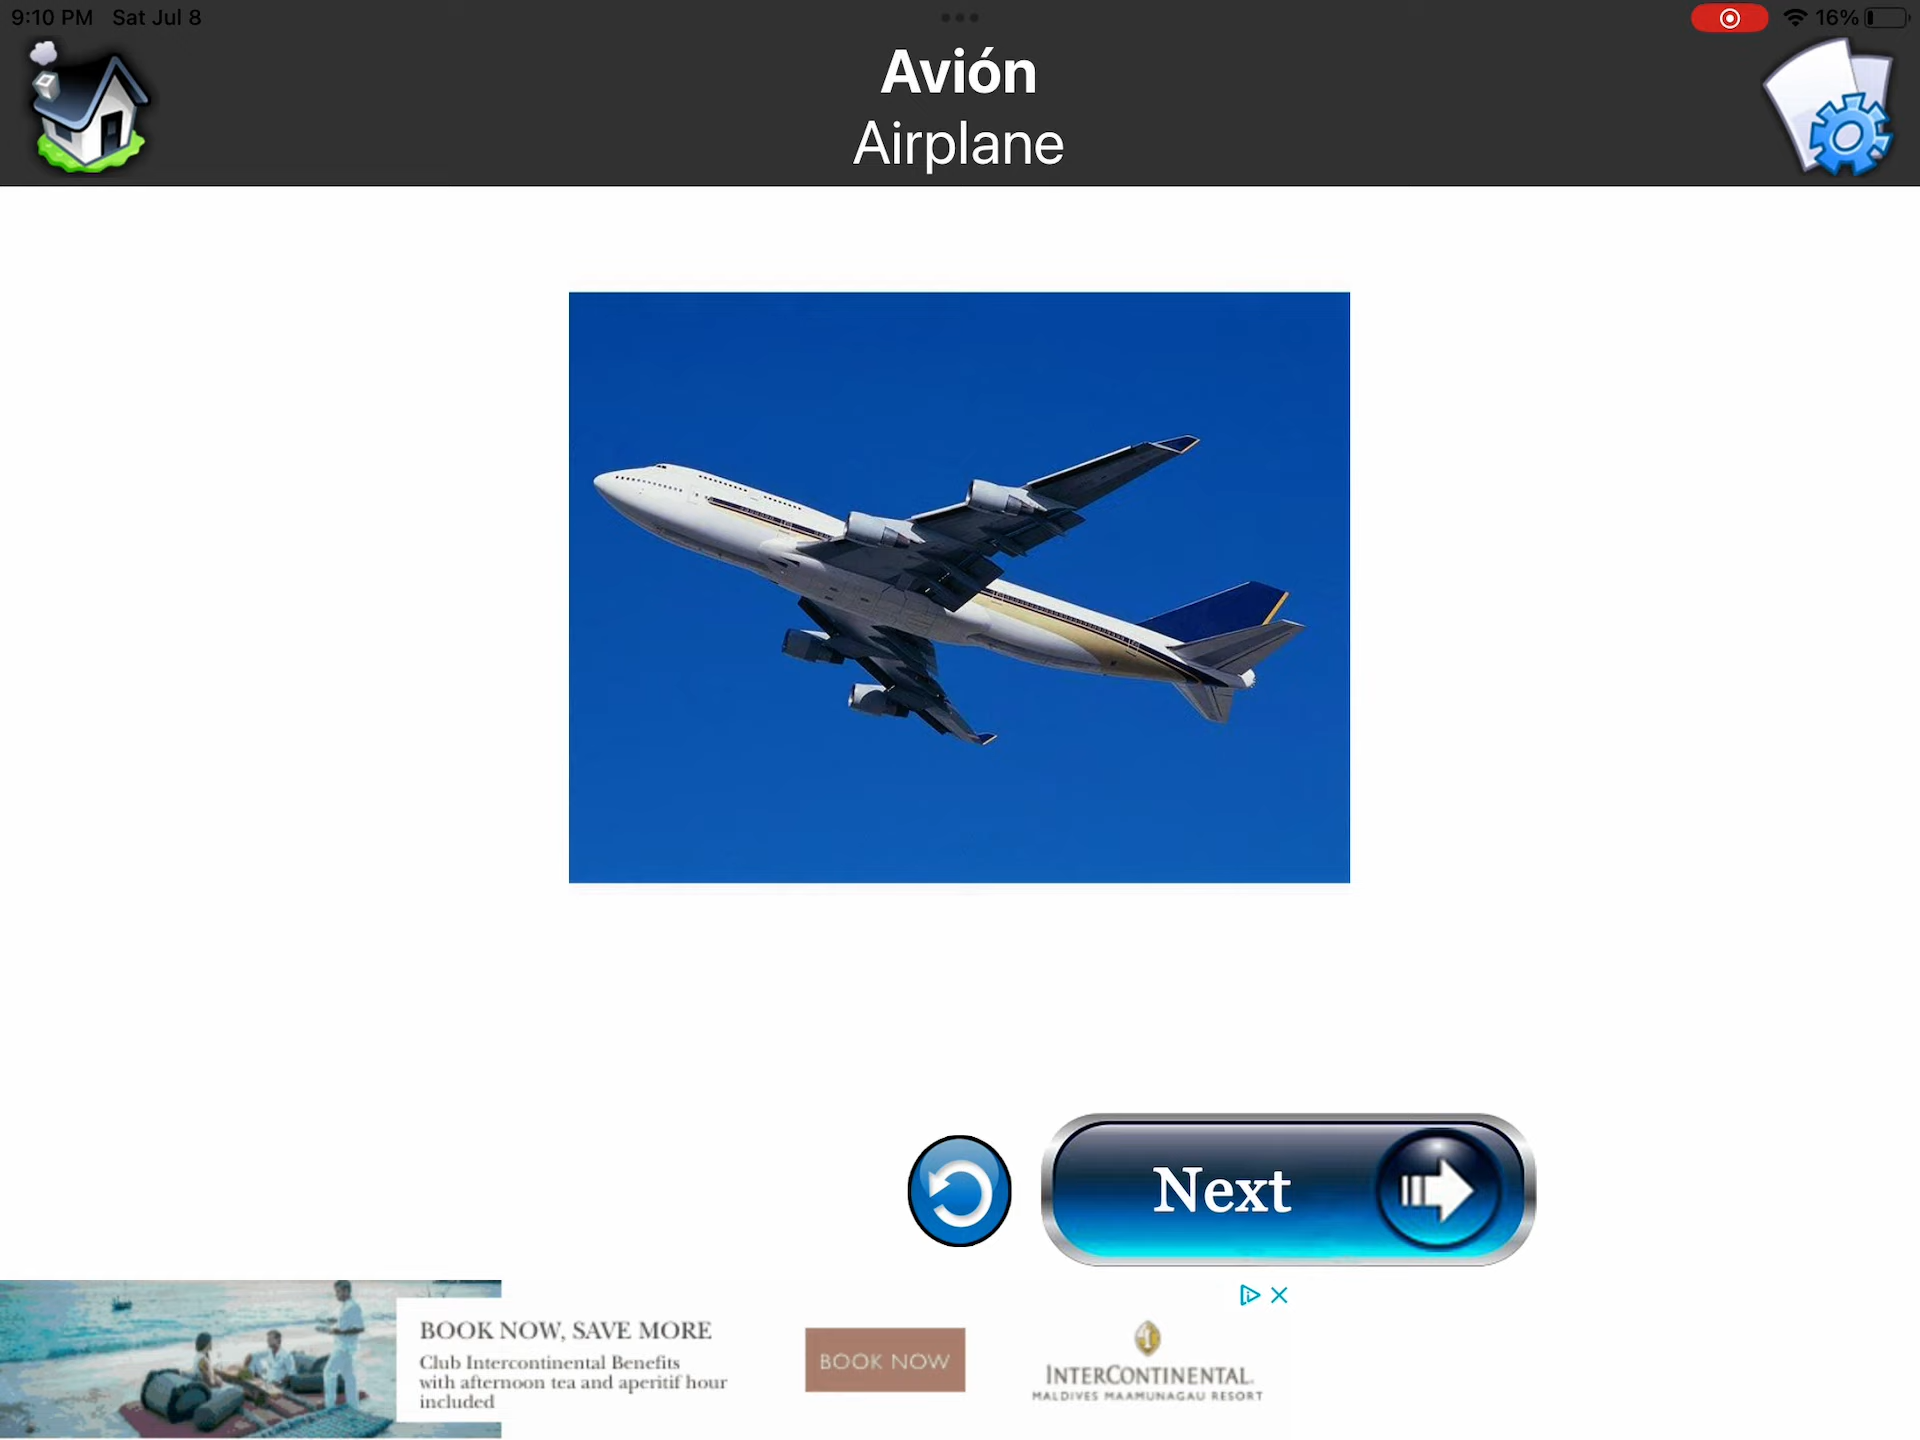 9:10 PM Sat Jul 8
16%
Avión
Airplane
Next
BOOK NOW, SAVE MORE
Club Intercontinental Benefits
with afternoon tea and aperitif hour
included
BOOK NOW
INTERCONTINENTAL.
MALDIVES MAAMUNAGAU RESORT